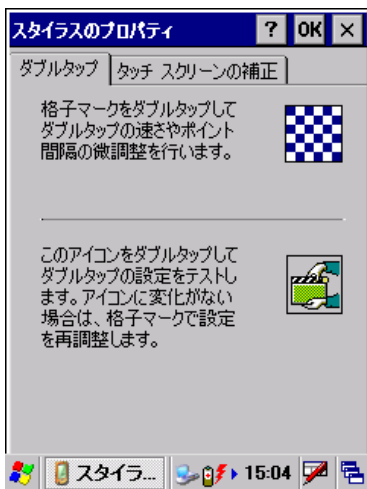 スタイラスのプロパティ ? OK ×
ダブルタップ タッチ スクリーンの補正
格子マークをダブルタップして
ダブルタップの速さやポイント
間隔の微調整を行います。
このアイコンをダブルタップして
ダブルタップの設定をテストし
ます。アイコンに変化がない
場合は、格子マークで設定
を再調整します。
スタイラ... 15:04